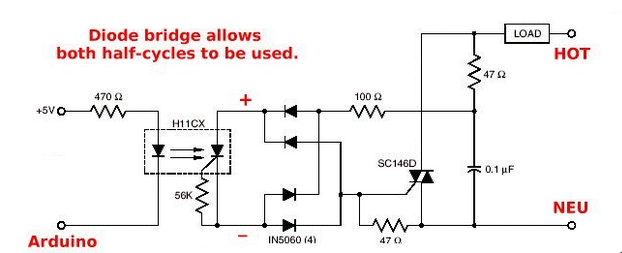 Diode bridge allows
both half-cycles to be used.
LOAD
HOT
47 Ω
470 Ω
100 Ω
+5V
+
H11CX
SC146D
0.1 µF
56K
NEU
Arduino
−
IN5060 (4)
47 Ω